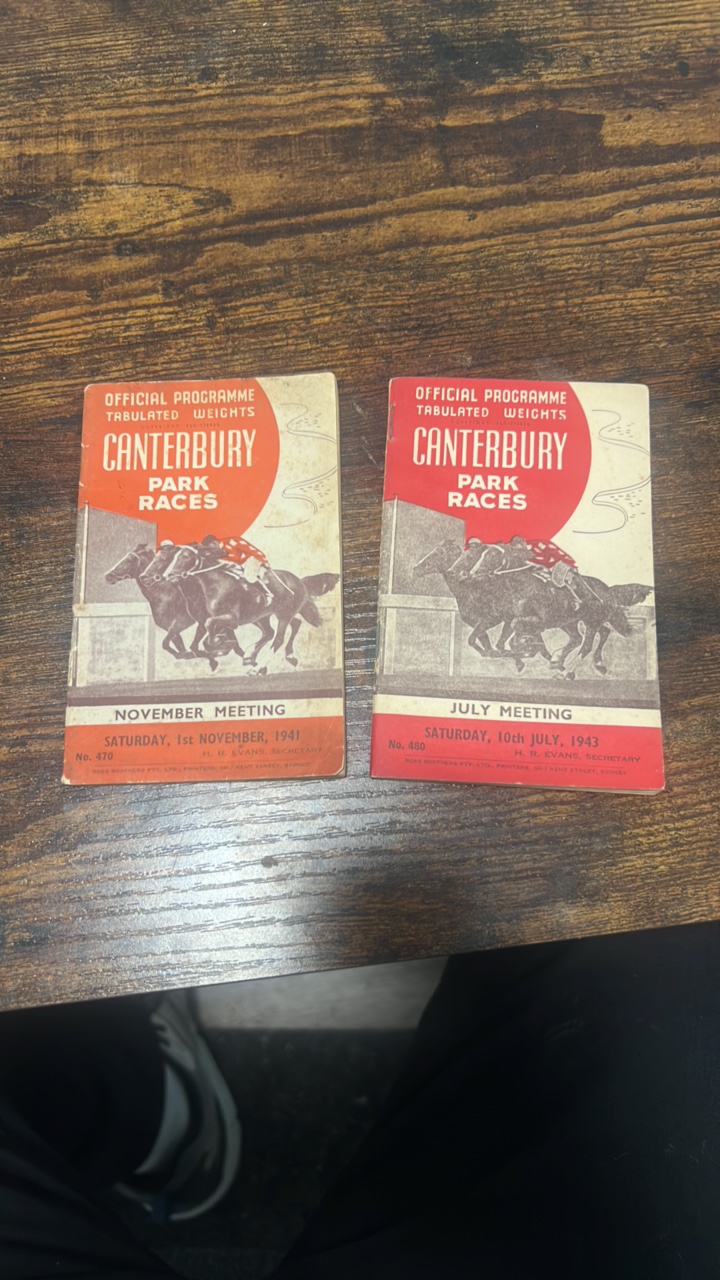 OFFICIAL PROGRAMME
TABULATED WEIGHTS
CANTERBURY
PARK
RACES
NOVEMBER MEETING
SATURDAY, 1st NOVEMBER, 1941
No. 470
H. R. EVANS, SECRETARY
OFFICIAL PROGRAMME
TABULATED WEIGHTS
CANTERBURY
PARK
RACES
JULY MEETING
SATURDAY, 10th JULY, 1943
No. 480
H. R. EVANS, SECRETARY